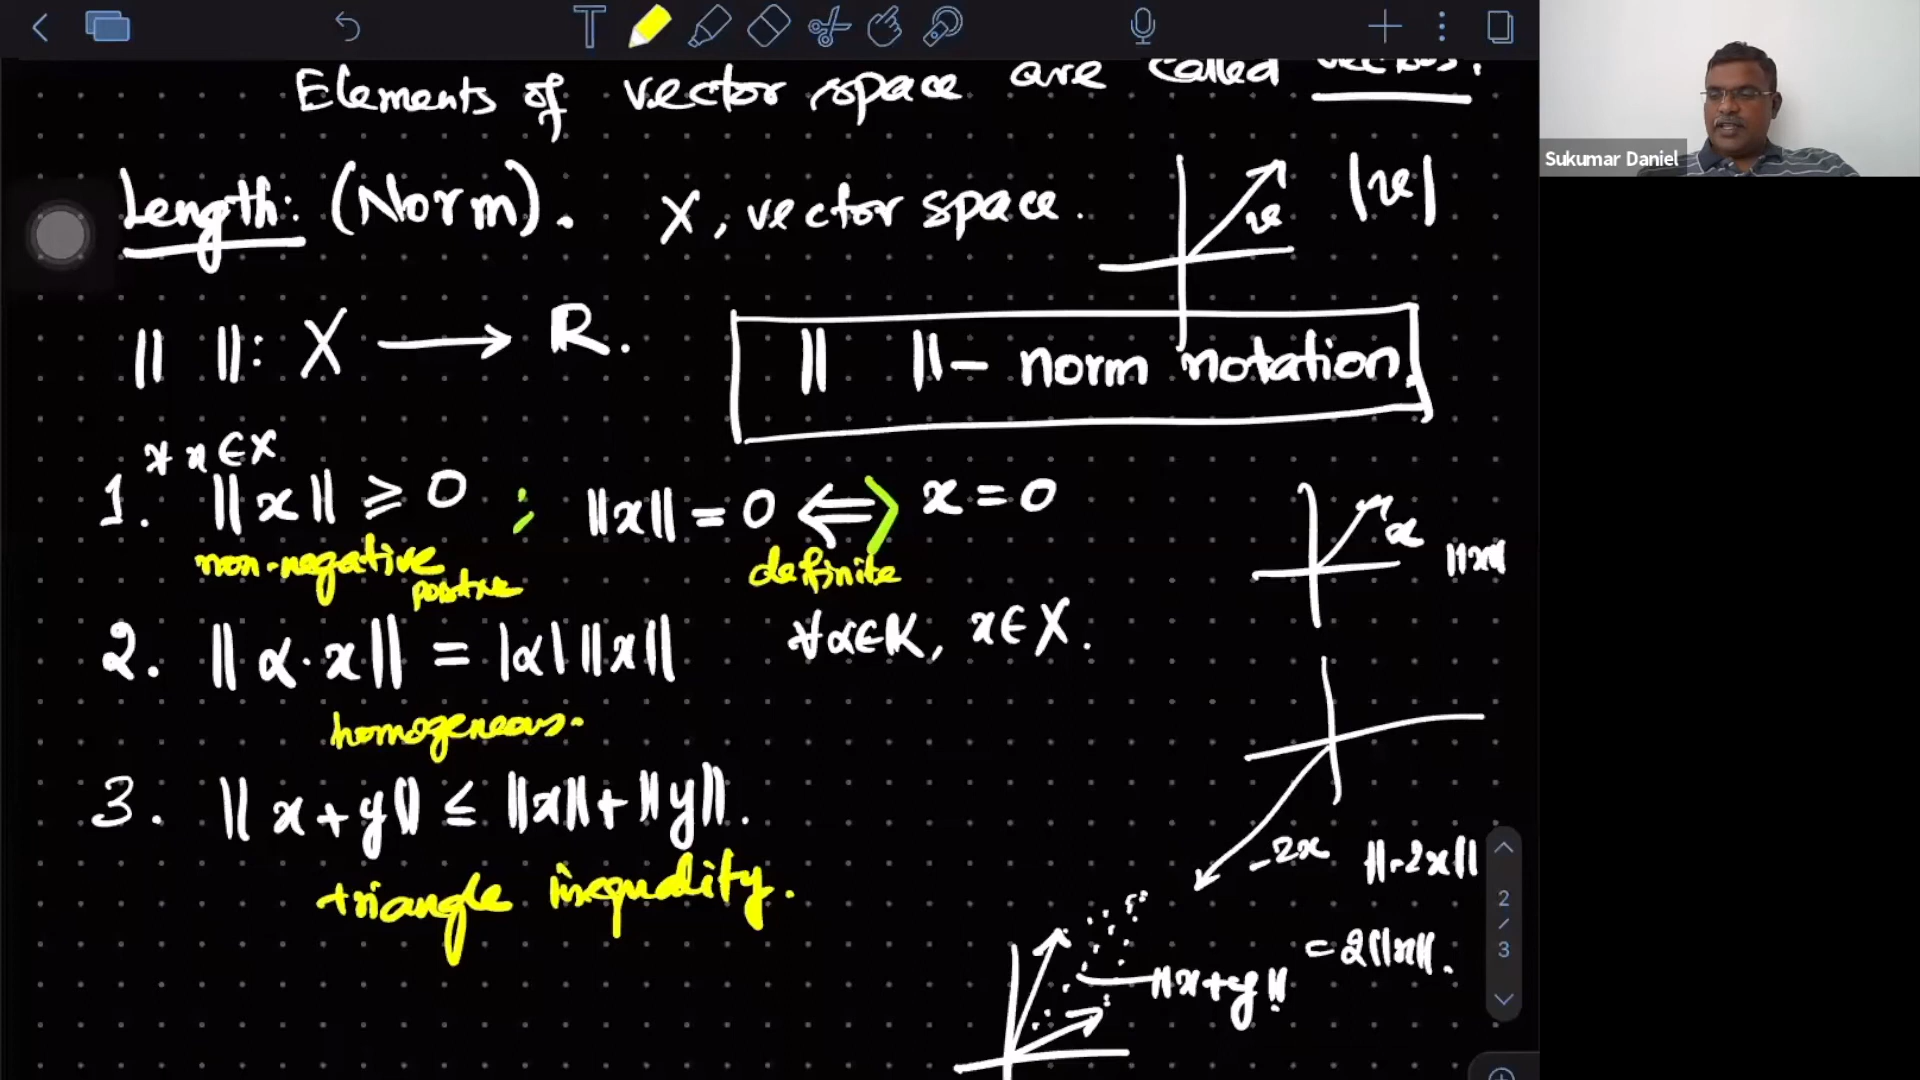 Elements of vector space are called vectors.
Length: (Norm). X, vector space. v |v|
|| ||: X → R. || || – norm notation.
∀ x ∈ X
1. ||x|| ⩾ 0 ; ||x|| = 0 ⟺ x = 0
non-negative positive definite
x ||x||
2. ||α·x|| = |α| ||x|| ∀ α∈K, x∈X.
homogeneous.
3. ||x+y|| ≤ ||x||+||y||.
triangle inequality.
-2x ||-2x||
= 2||x||.
||x+y||
Sukumar Daniel
2
/
3